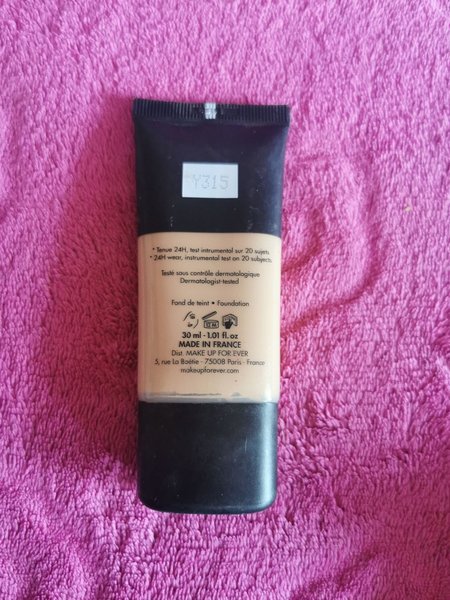 Y315
* Tenue 24H, test intrumental sur 20 sujets.
* 24H wear, instrumental test on 20 subjects.
Testé sous contrôle dermatologique
Dermatologist-tested
Fond de teint • Foundation
30 ml - 1.01 fl. oz
MADE IN FRANCE
Dist. MAKE UP FOR EVER
5, rue La Boétie - 75008 Paris - France
makeupforever.com